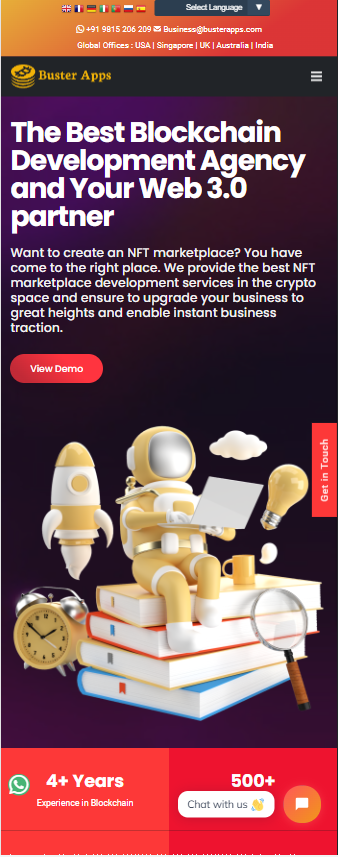 Select Language ▼
+91 9815 206 209 Business@busterapps.com
Global Offices : USA | Singapore | UK | Australia | India
Buster Apps
The Best Blockchain
Development Agency
and Your Web 3.0
partner
Want to create an NFT marketplace? You have
come to the right place. We provide the best NFT
marketplace development services in the crypto
space and ensure to upgrade your business to
great heights and enable instant business
traction.
View Demo
Get in Touch
4+ Years
Experience in Blockchain
500+
Chat with us 👋